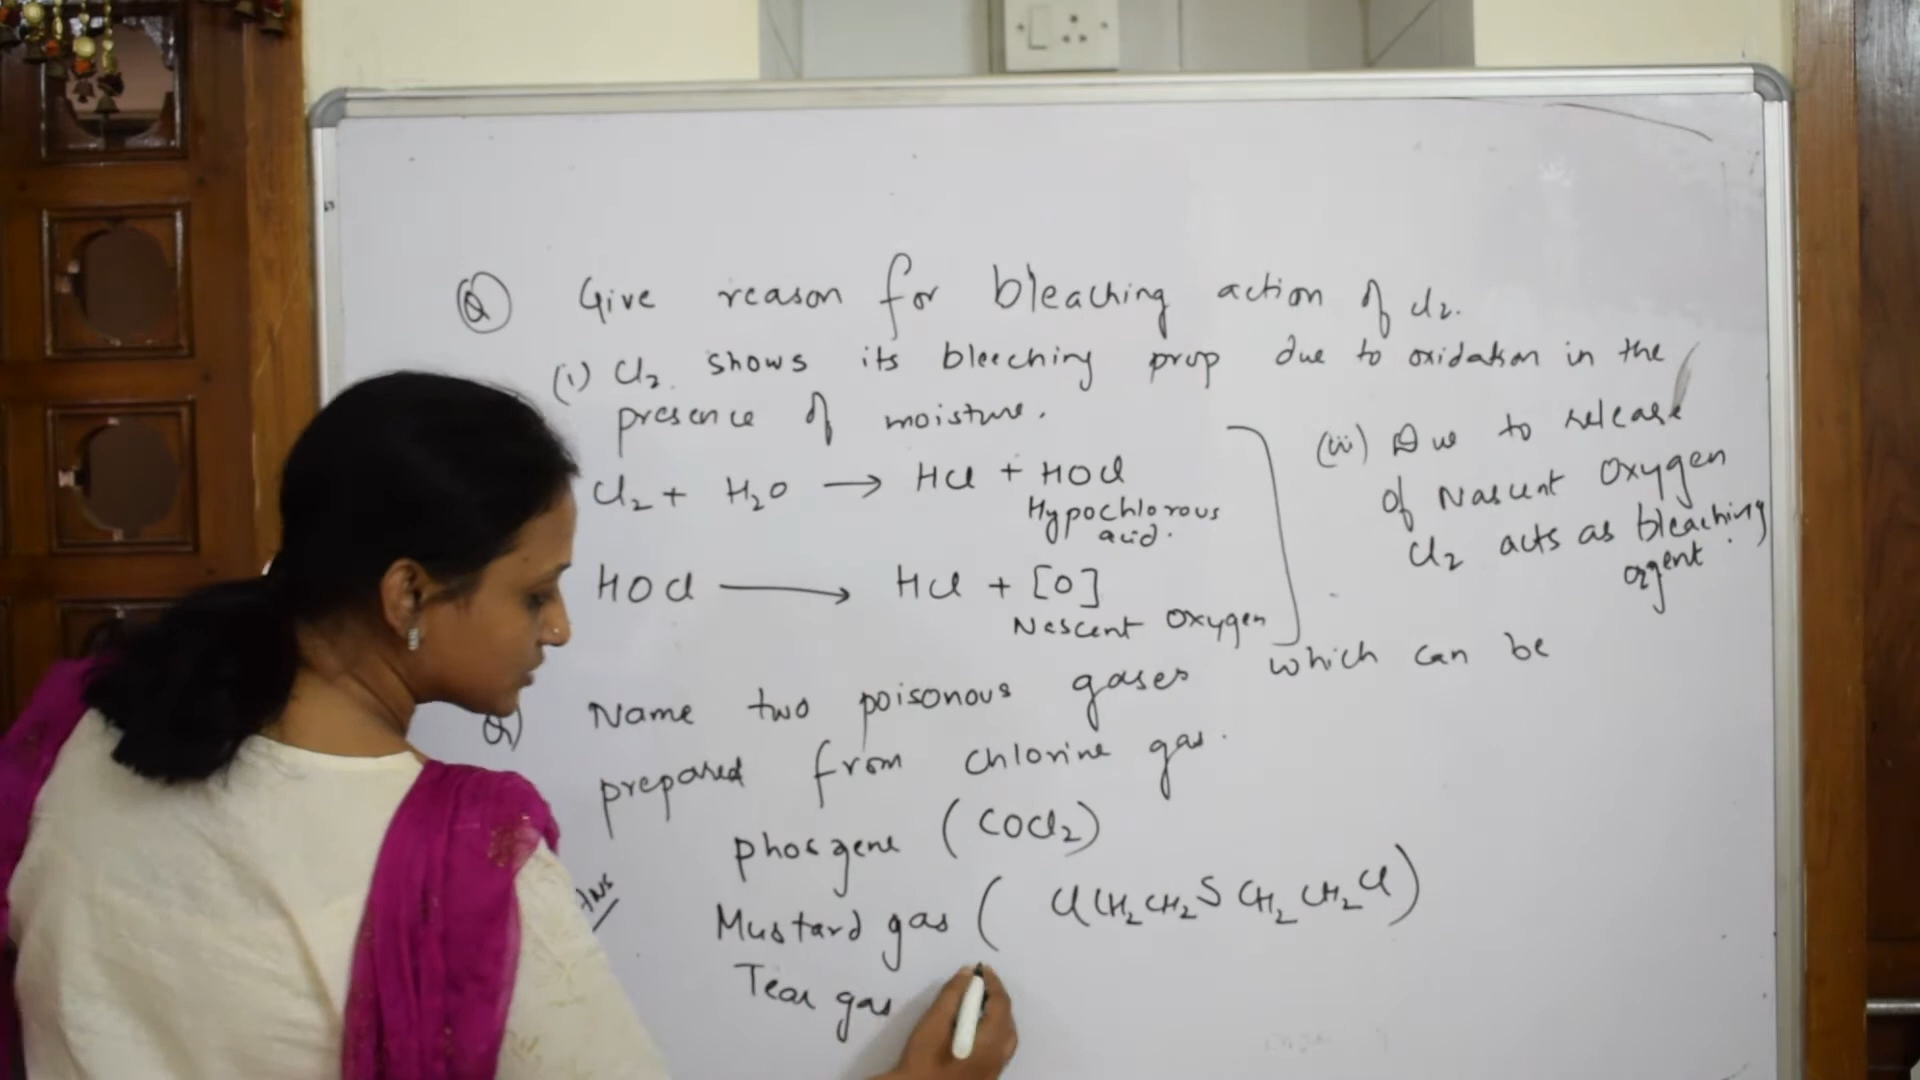 Q Give reason for bleaching action of Cl2.
(i) Cl2 shows its bleeching prop due to oxidation in the
presence of moisture.
Cl2 + H2O → HCl + HOCl
Hypochlorous
acid.
HOCl → HCl + [O]
Nascent Oxygen
(ii) Due to release
of Nascent Oxygen
Cl2 acts as bleaching
agent.
Q) Name two poisonous gases which can be
prepared from chlorine gas.
Ans
phosgene (COCl2)
Mustard gas ( ClCH2CH2SCH2CH2Cl)
Tear gas